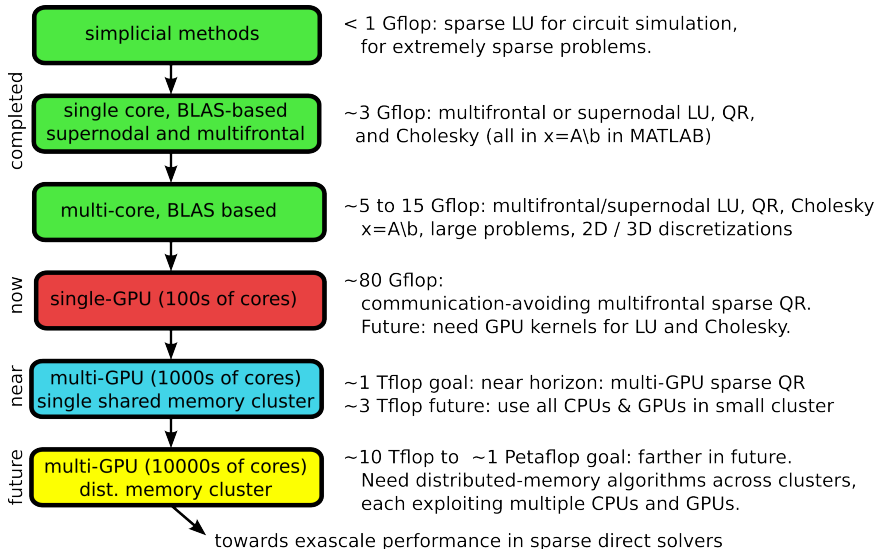 simplicial methods
< 1 Gflop: sparse LU for circuit simulation,
for extremely sparse problems.
completed
single core, BLAS-based
supernodal and multifrontal
~3 Gflop: multifrontal or supernodal LU, QR,
and Cholesky (all in x=A\b in MATLAB)
multi-core, BLAS based
~5 to 15 Gflop: multifrontal/supernodal LU, QR, Cholesky
x=A\b, large problems, 2D / 3D discretizations
now
single-GPU (100s of cores)
~80 Gflop:
communication-avoiding multifrontal sparse QR.
Future: need GPU kernels for LU and Cholesky.
near
multi-GPU (1000s of cores)
single shared memory cluster
~1 Tflop goal: near horizon: multi-GPU sparse QR
~3 Tflop future: use all CPUs & GPUs in small cluster
future
multi-GPU (10000s of cores)
dist. memory cluster
~10 Tflop to ~1 Petaflop goal: farther in future.
Need distributed-memory algorithms across clusters,
each exploiting multiple CPUs and GPUs.
towards exascale performance in sparse direct solvers